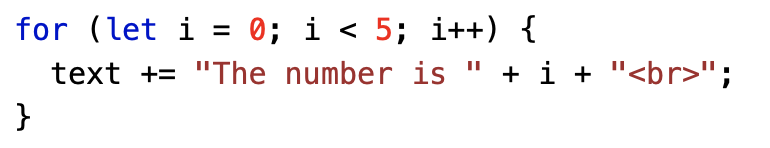 for (let i = 0; i < 5; i++) {
  text += "The number is " + i + "<br>";
}